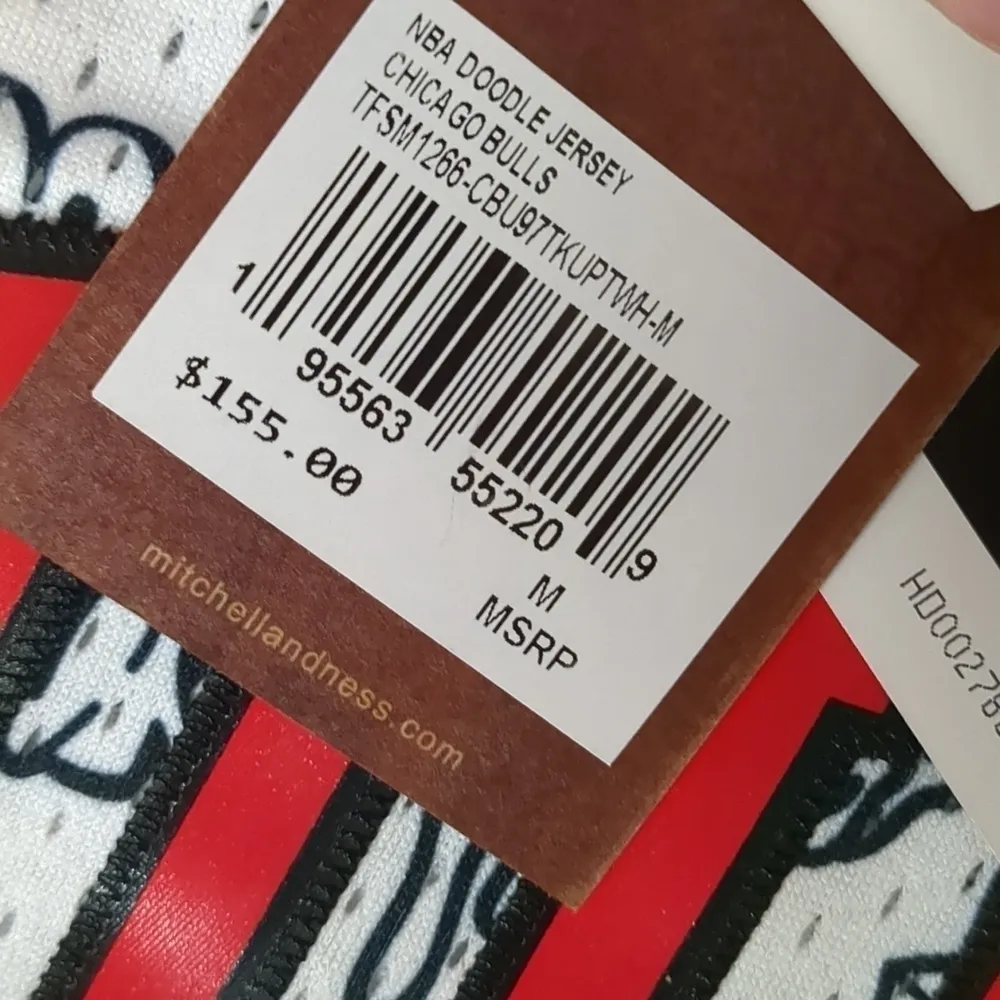 NBA DOODLE JERSEY
CHICAGO BULLS
TFSM1266-CBU97TKUPTWH-M
1 95563 55220 9
$155.00
M
MSRP
mitchellandness.com